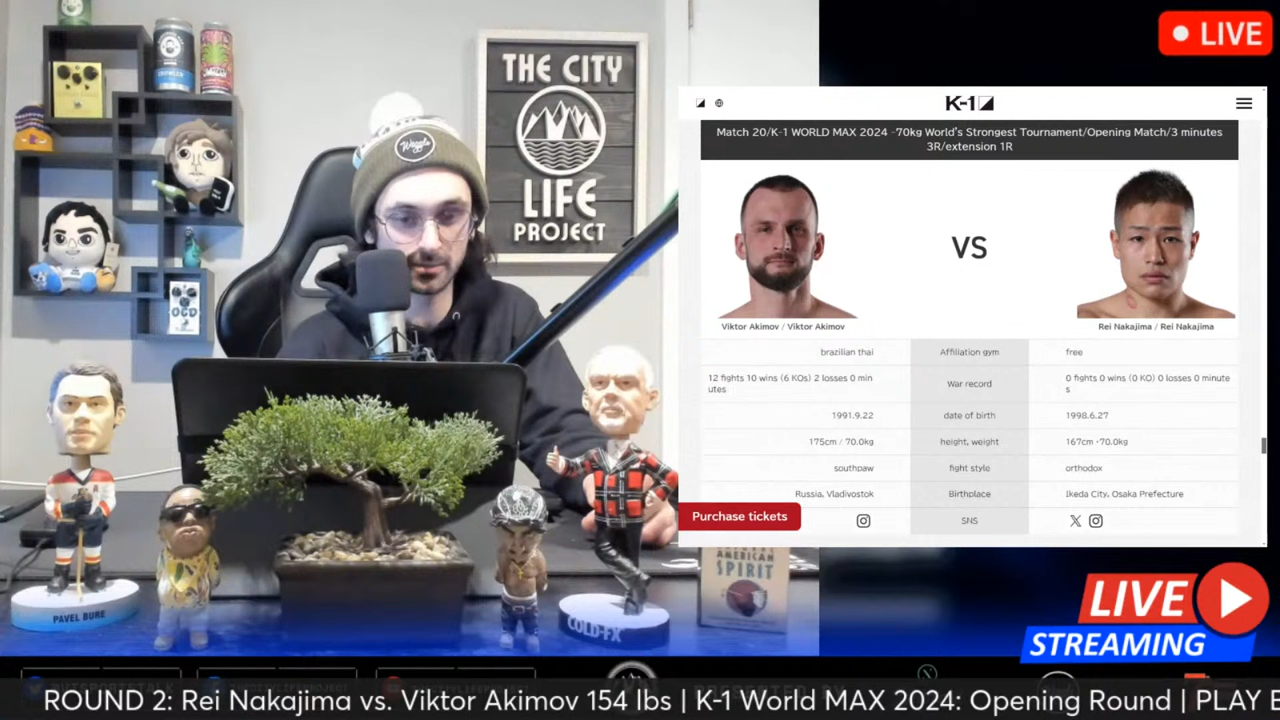 LIVE
THE CITY
LIFE
PROJECT
Waggle
OCD
K-1
Match 20/K-1 WORLD MAX 2024 -70kg World's Strongest Tournament/Opening Match/3 minutes
3R/extension 1R
VS
Viktor Akimov / Viktor Akimov
Rei Nakajima / Rei Nakajima
brazilian thai
Affiliation gym
free
12 fights 10 wins (6 KOs) 2 losses 0 min
utes
War record
0 fights 0 wins (0 KO) 0 losses 0 minute
s
1991.9.22
date of birth
1998.6.27
175cm / 70.0kg
height, weight
167cm -70.0kg
southpaw
fight style
orthodox
Russia, Vladivostok
Birthplace
Ikeda City, Osaka Prefecture
Purchase tickets
SNS
AMERICAN
SPIRIT
PAVEL BURE
COLD-FX
LIVE
STREAMING
ROUND 2: Rei Nakajima vs. Viktor Akimov 154 lbs | K-1 World MAX 2024: Opening Round | PLAY